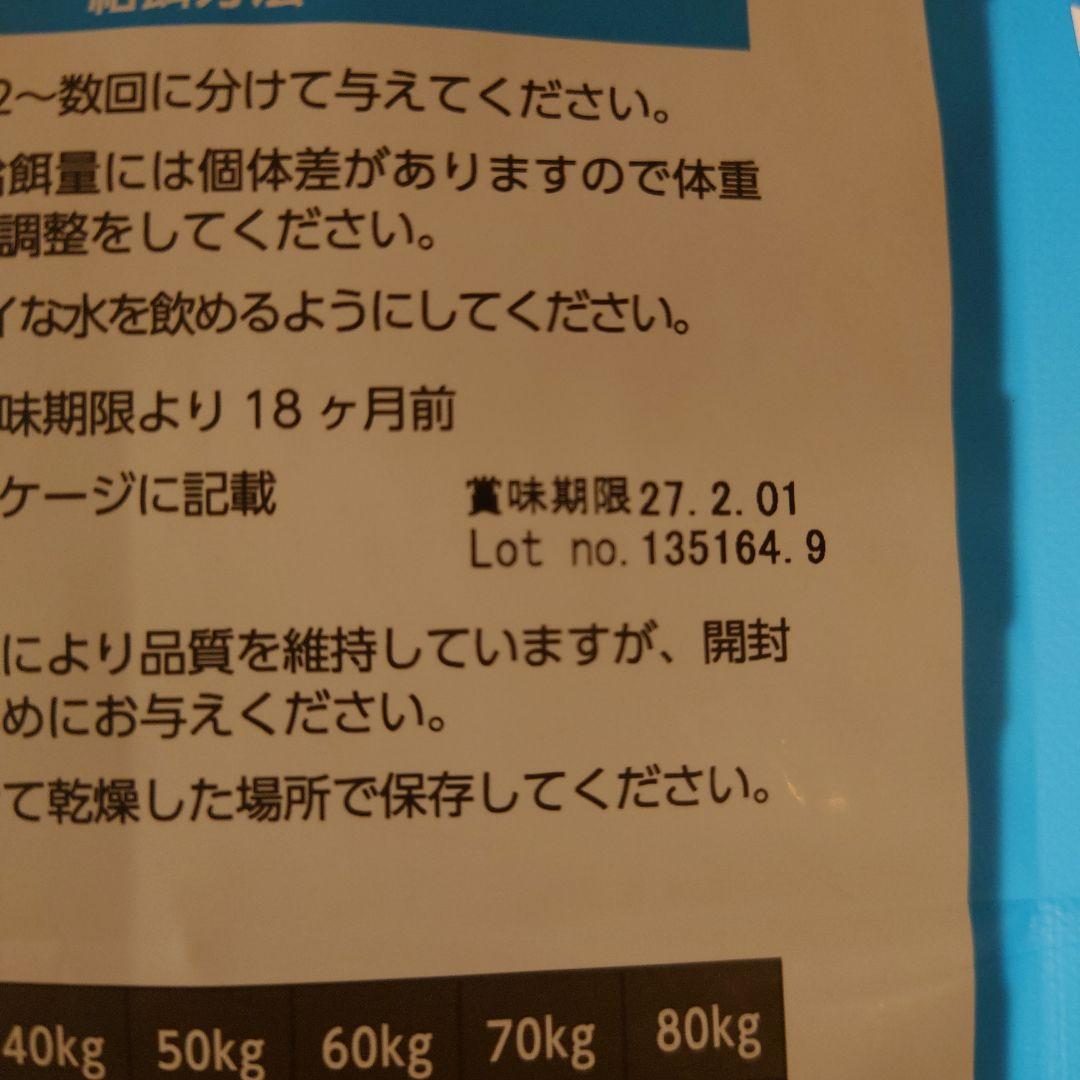 給餌方法
2～数回に分けて与えてください。
給餌量には個体差がありますので体重
調整をしてください。
イな水を飲めるようにしてください。
味期限より18ヶ月前
ケージに記載
賞味期限27.2.01
Lot no.135164.9
により品質を維持していますが、開封
めにお与えください。
て乾燥した場所で保存してください。
40kg 50kg 60kg 70kg 80kg